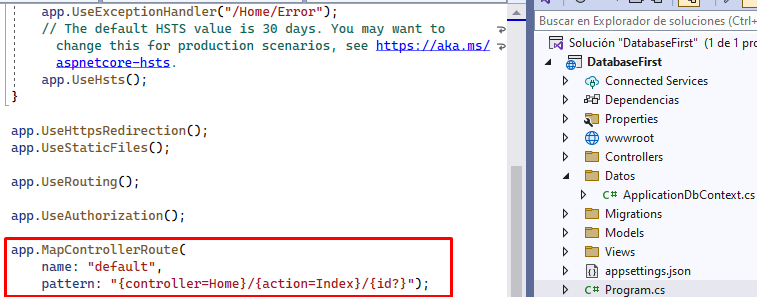 app.UseExceptionHandler("/Home/Error");
// The default HSTS value is 30 days. You may want to
change this for production scenarios, see https://aka.ms/
aspnetcore-hsts.
app.UseHsts();
}
app.UseHttpsRedirection();
app.UseStaticFiles();
app.UseRouting();
app.UseAuthorization();
app.MapControllerRoute(
name: "default",
pattern: "{controller=Home}/{action=Index}/{id?}");
Buscar en Explorador de soluciones (Ctrl+
Solución "DatabaseFirst" (1 de 1 pro
DatabaseFirst
Connected Services
Dependencias
Properties
wwwroot
Controllers
Datos
C# ApplicationDbContext.cs
Migrations
Models
Views
appsettings.json
C# Program.cs